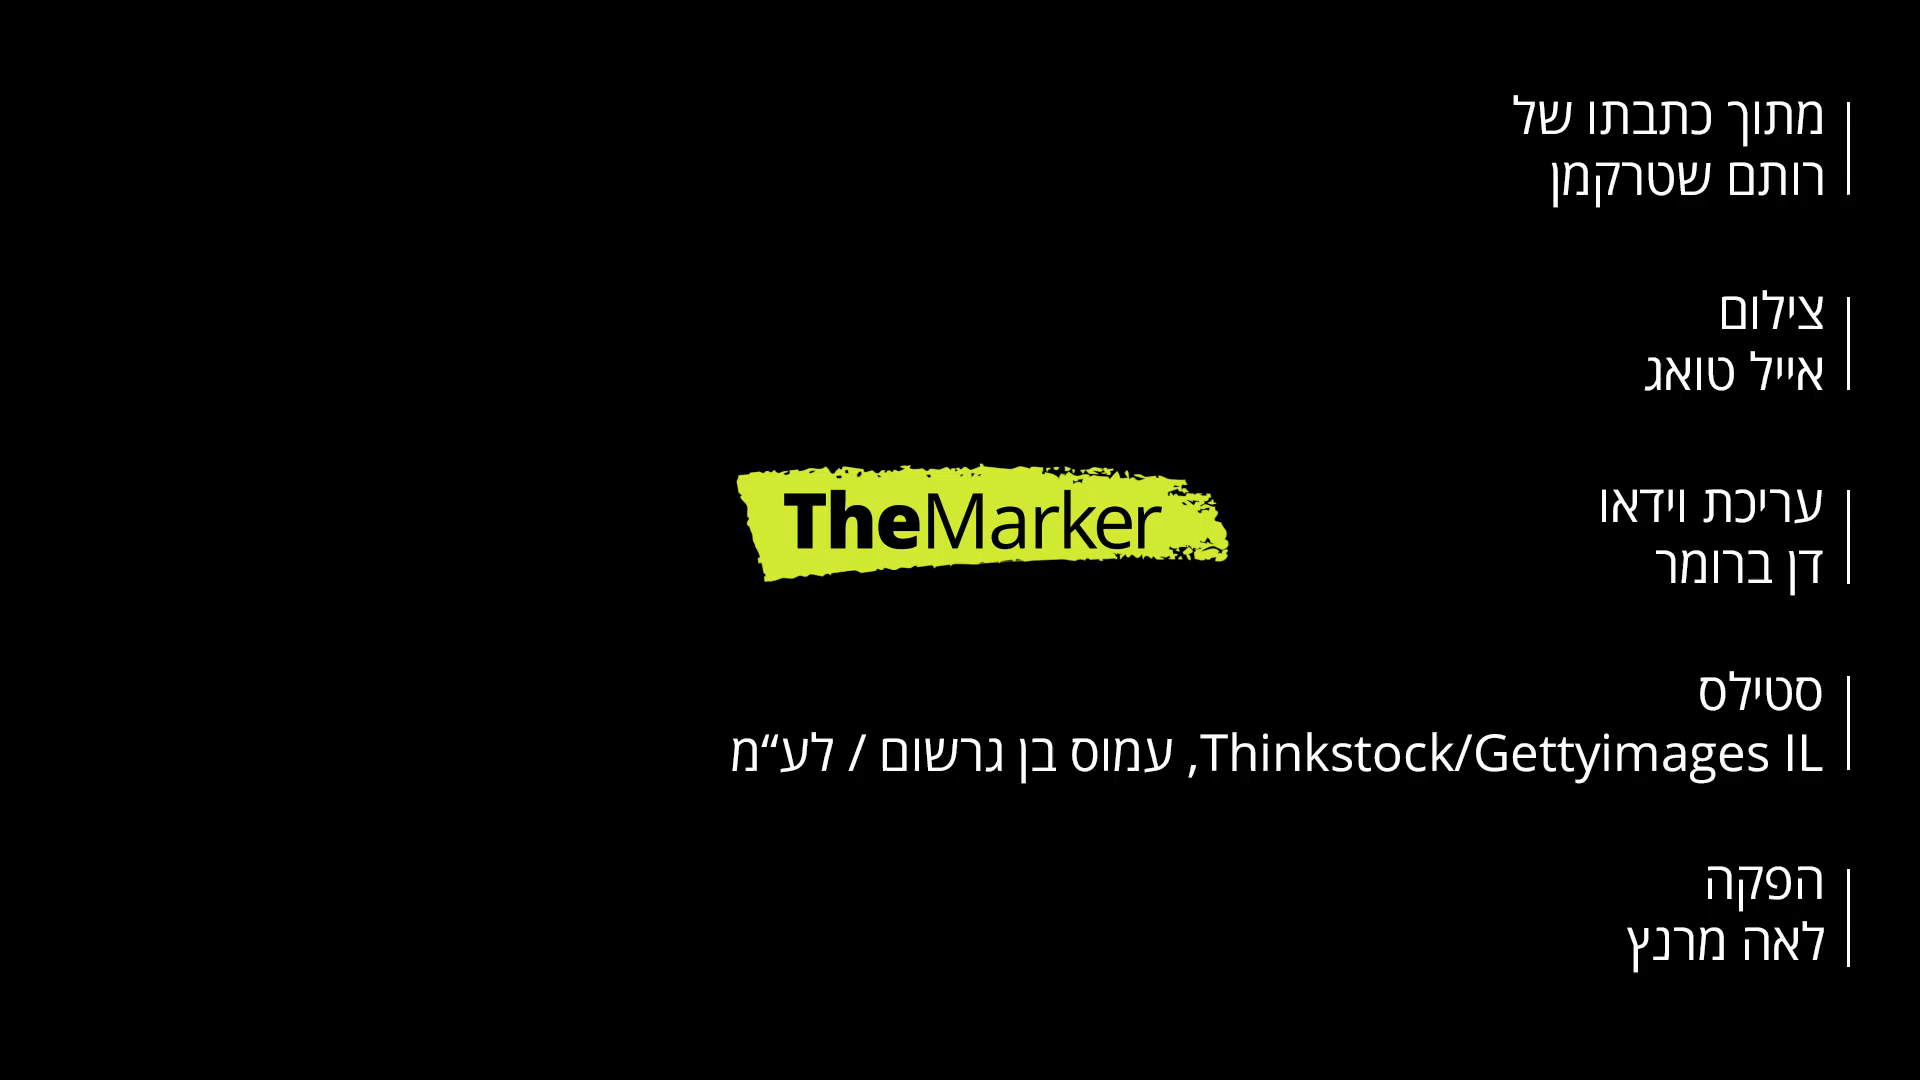 מתוך כתבתו של
רותם שטרקמן
צילום
אייל טואג
TheMarker
עריכת וידאו
דן ברומר
סטילס
Thinkstock/Gettyimages IL, עמוס בן גרשום / לע“מ
הפקה
לאה מרנץ